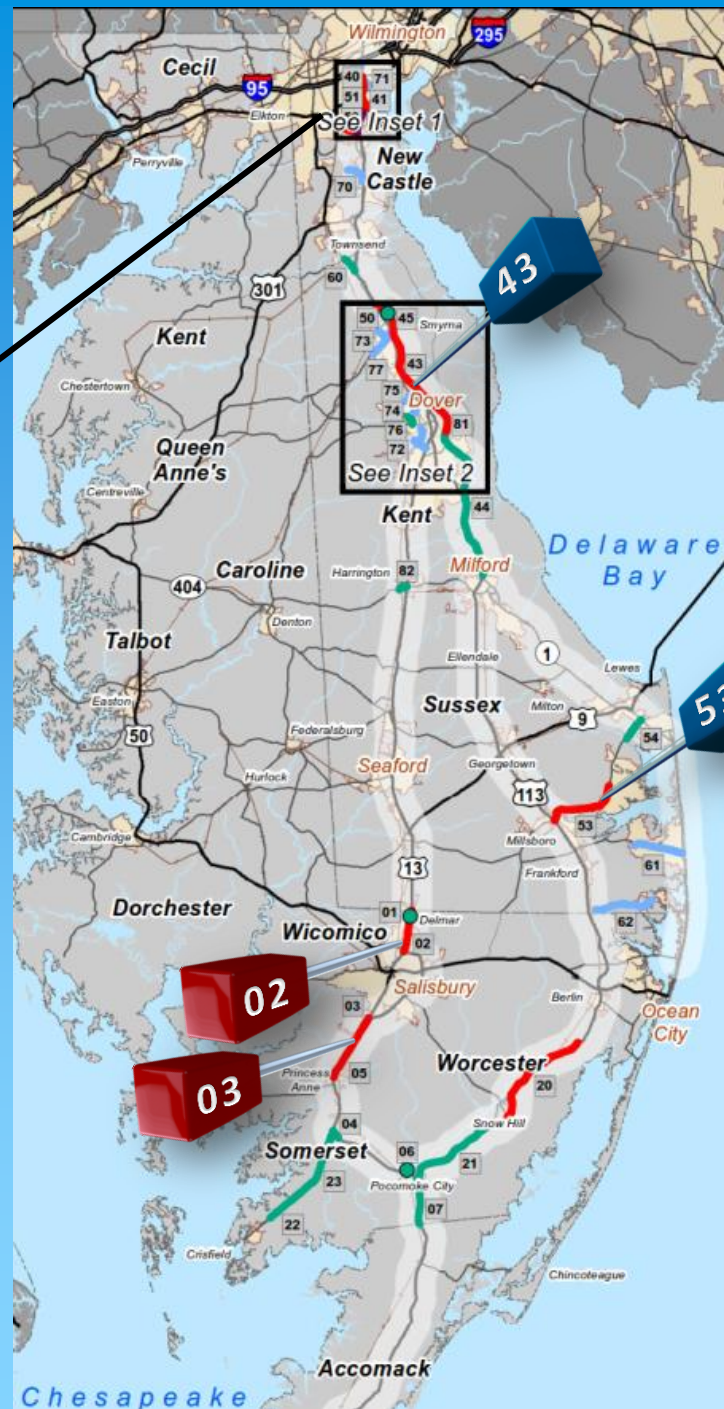 Wilmington
295
Cecil
95
40
71
51
41
Elkton
See Inset 1
Perryville
New
Castle
70
Townsend
60
301
43
50
45
Smyrna
Kent
73
43
77
Chestertown
75
Dover
74
81
76
72
Queen
Anne's
See Inset 2
Centreville
44
Kent
Delaware
Bay
Caroline
Harrington
82
Milford
404
Denton
Talbot
Ellendale
1
Lewes
Easton
Sussex
Milton
9
53
50
Federalsburg
54
Seaford
Georgetown
Hurlock
113
53
Cambridge
Millsboro
61
13
Frankford
Dorchester
01
Delmar
62
Wicomico
02
02
Salisbury
Berlin
Ocean
City
03
Worcester
03
Princess
Anne
05
20
Snow Hill
04
Somerset
06
21
23
Pocomoke City
07
22
Crisfield
Chincoteague
Accomack
Chesapeake